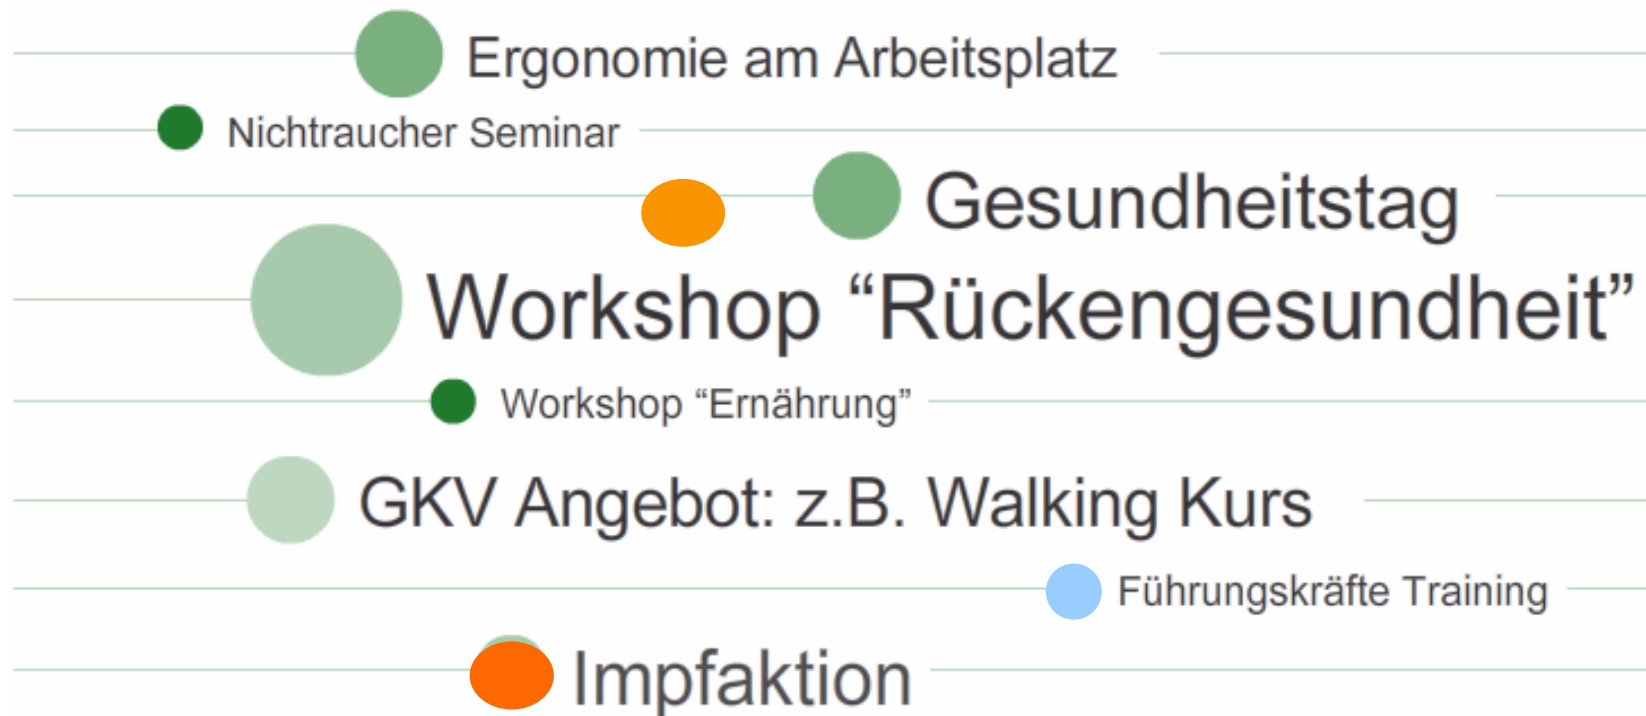 Ergonomie am Arbeitsplatz
Nichtraucher Seminar
Gesundheitstag
Workshop “Rückengesundheit”
Workshop “Ernährung”
GKV Angebot: z.B. Walking Kurs
Führungskräfte Training
Impfaktion